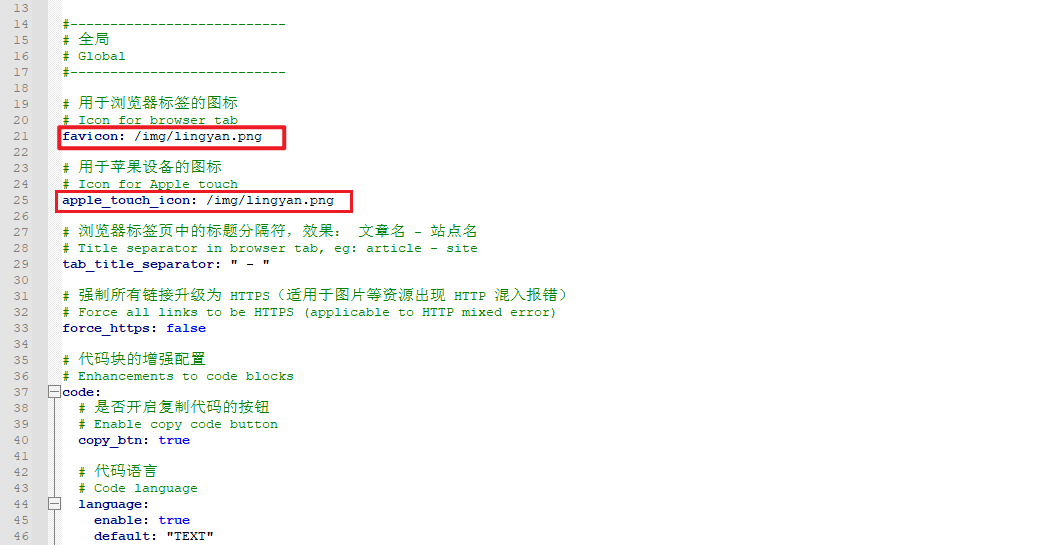 13
14 #---------------------------
15 # 全局
16 # Global
17 #---------------------------
18
19 # 用于浏览器标签的图标
20 # Icon for browser tab
21 favicon: /img/lingyan.png
22
23 # 用于苹果设备的图标
24 # Icon for Apple touch
25 apple_touch_icon: /img/lingyan.png
26
27 # 浏览器标签页中的标题分隔符，效果： 文章名 - 站点名
28 # Title separator in browser tab, eg: article - site
29 tab_title_separator: " - "
30
31 # 强制所有链接升级为 HTTPS（适用于图片等资源出现 HTTP 混入报错）
32 # Force all links to be HTTPS (applicable to HTTP mixed error)
33 force_https: false
34
35 # 代码块的增强配置
36 # Enhancements to code blocks
37 code:
38   # 是否开启复制代码的按钮
39   # Enable copy code button
40   copy_btn: true
41
42   # 代码语言
43   # Code language
44   language:
45     enable: true
46     default: "TEXT"